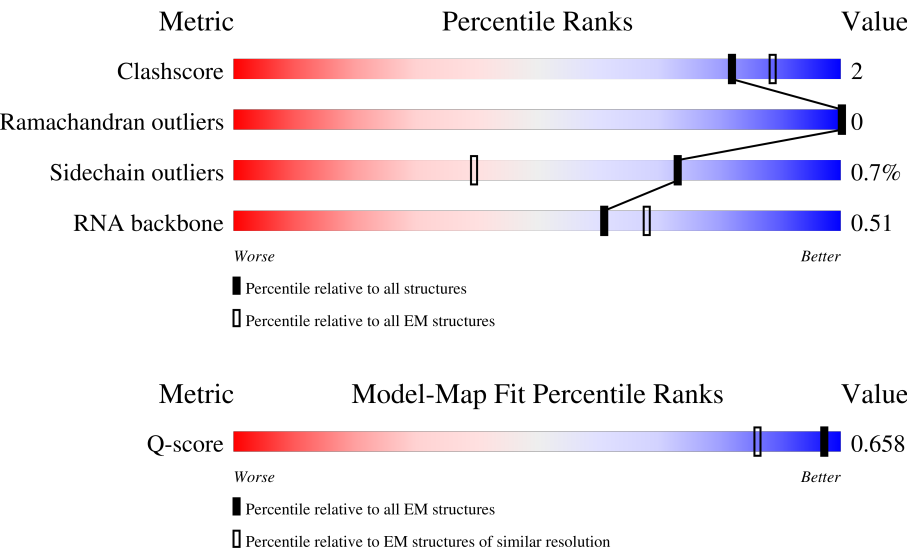 Metric Percentile Ranks Value
Clashscore 2
Ramachandran outliers 0
Sidechain outliers 0.7%
RNA backbone 0.51
Worse Better
Percentile relative to all structures
Percentile relative to all EM structures
Metric Model-Map Fit Percentile Ranks Value
Q-score 0.658
Worse Better
Percentile relative to all EM structures
Percentile relative to EM structures of similar resolution